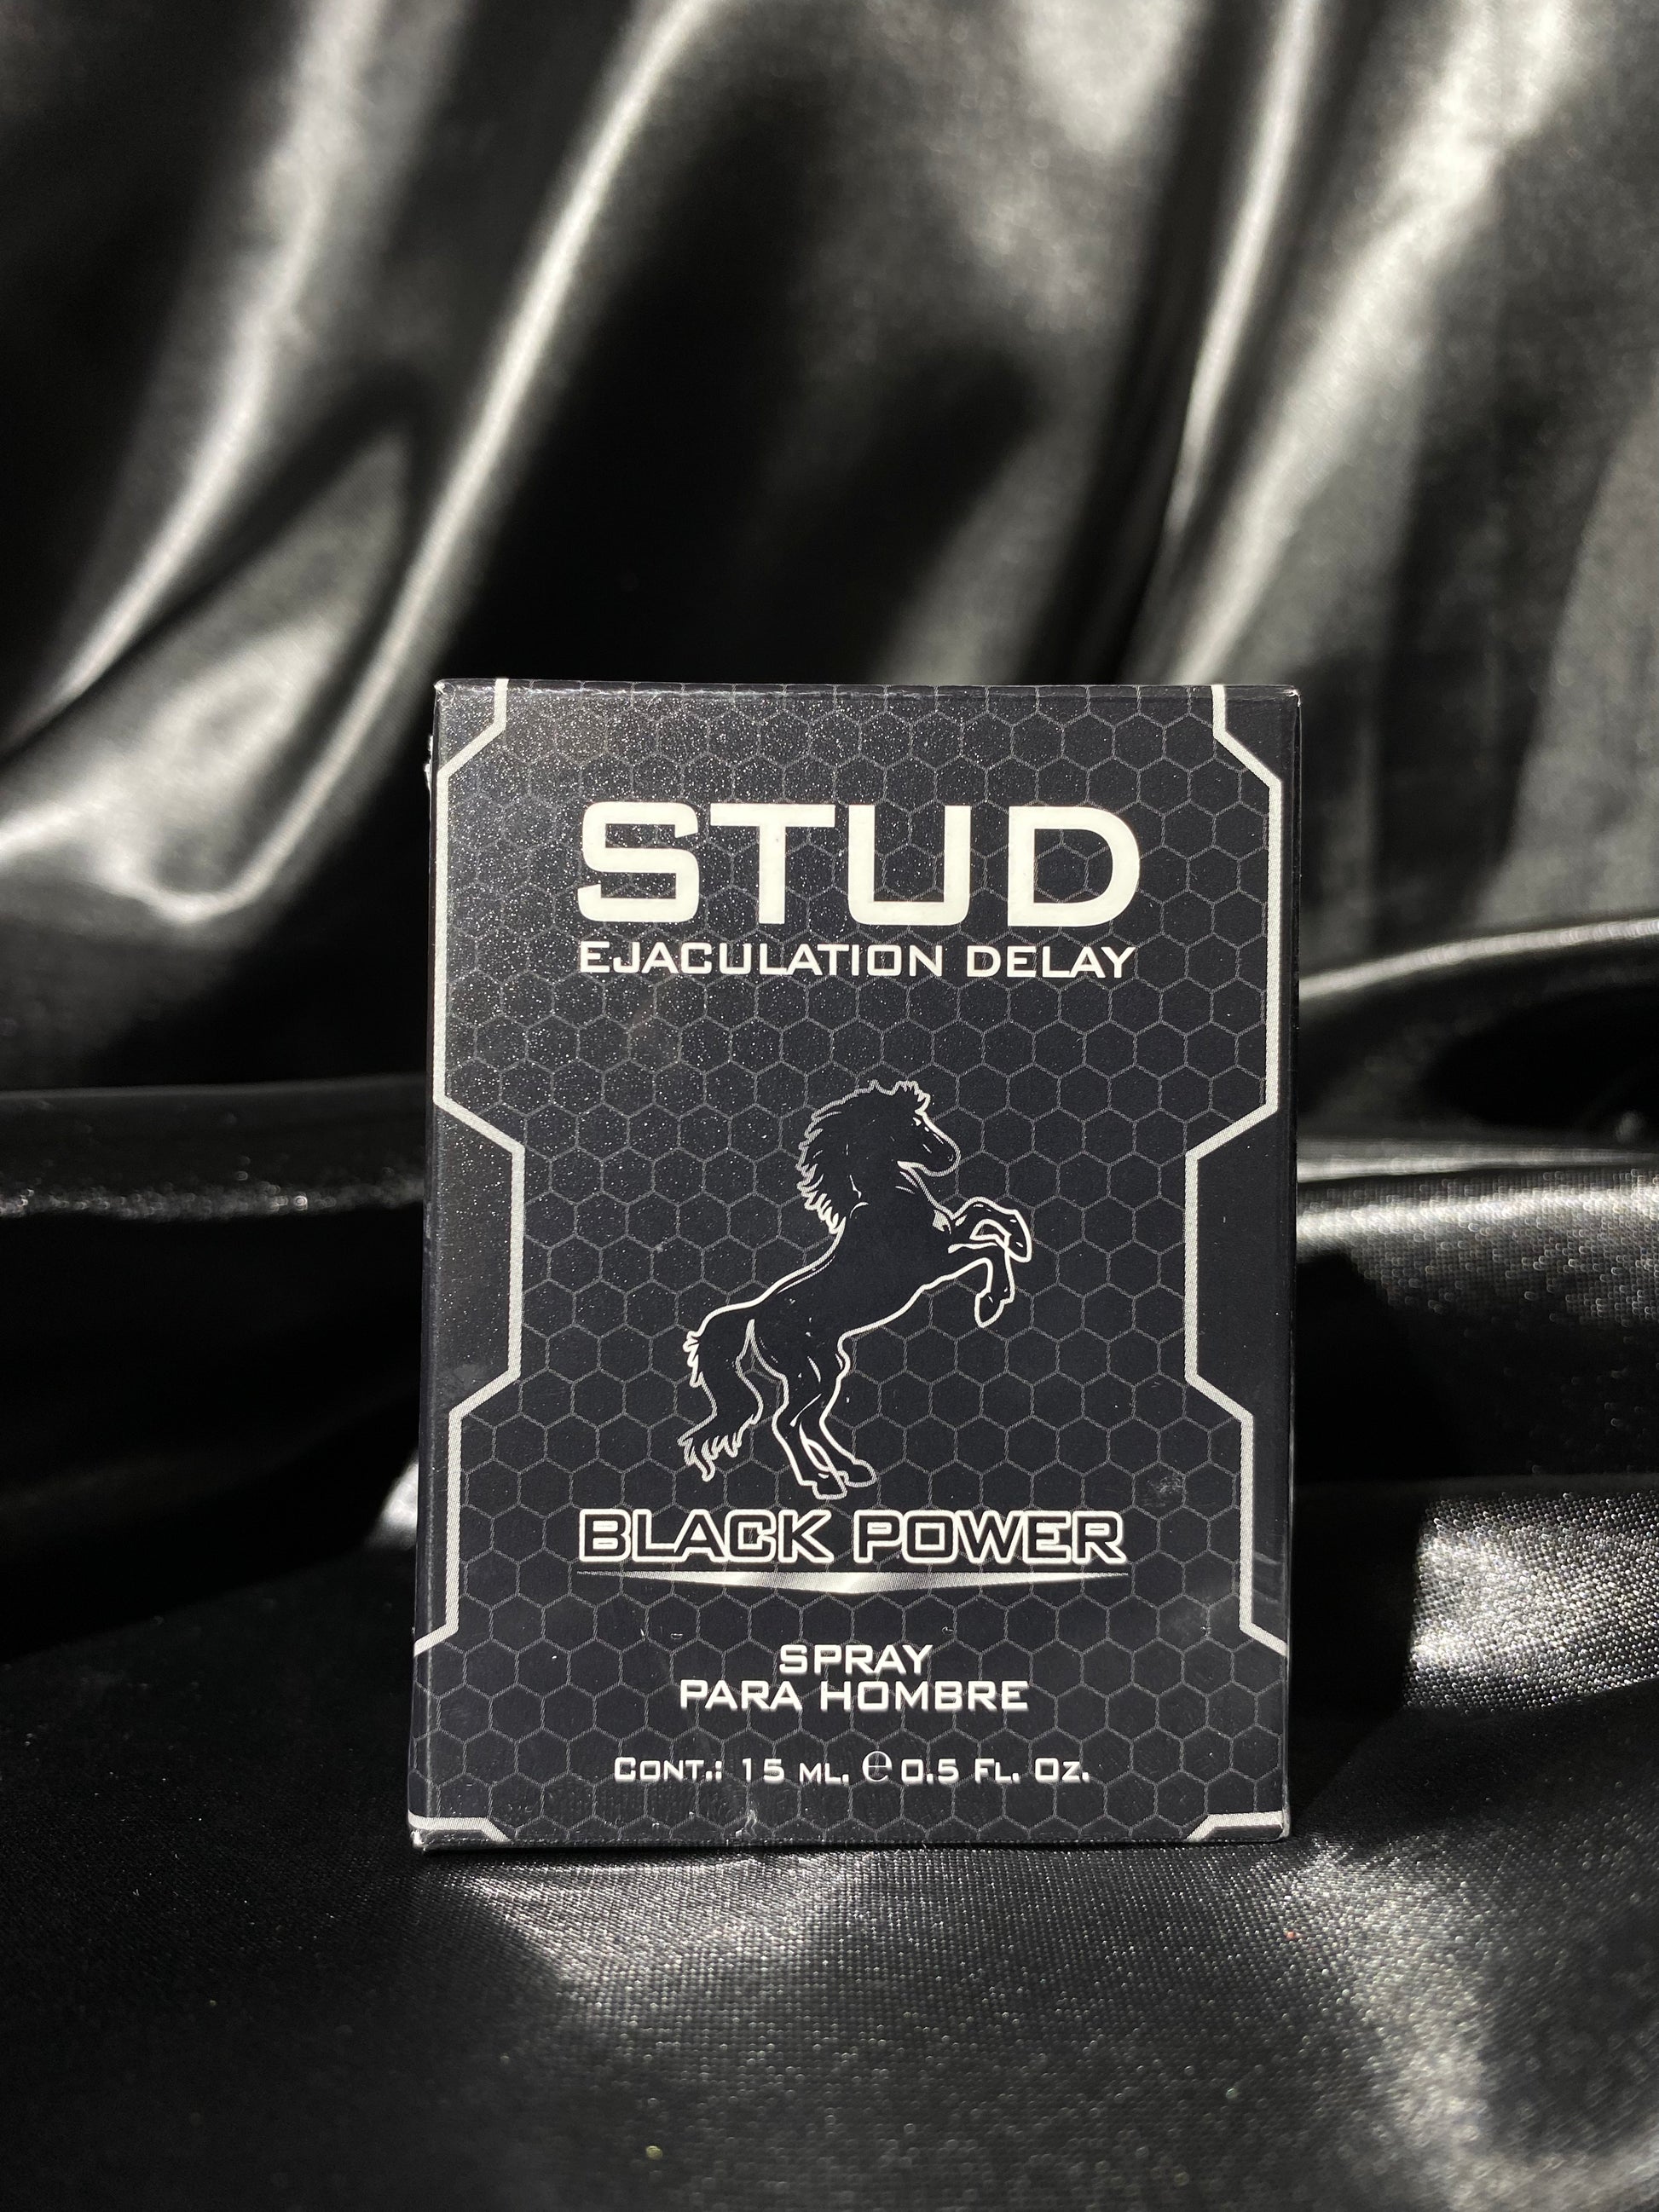 STUD
EJACULATION DELAY
BLACK POWER
SPRAY
PARA HOMBRE
CONT.: 15 ML. ℮ 0.5 FL. OZ.